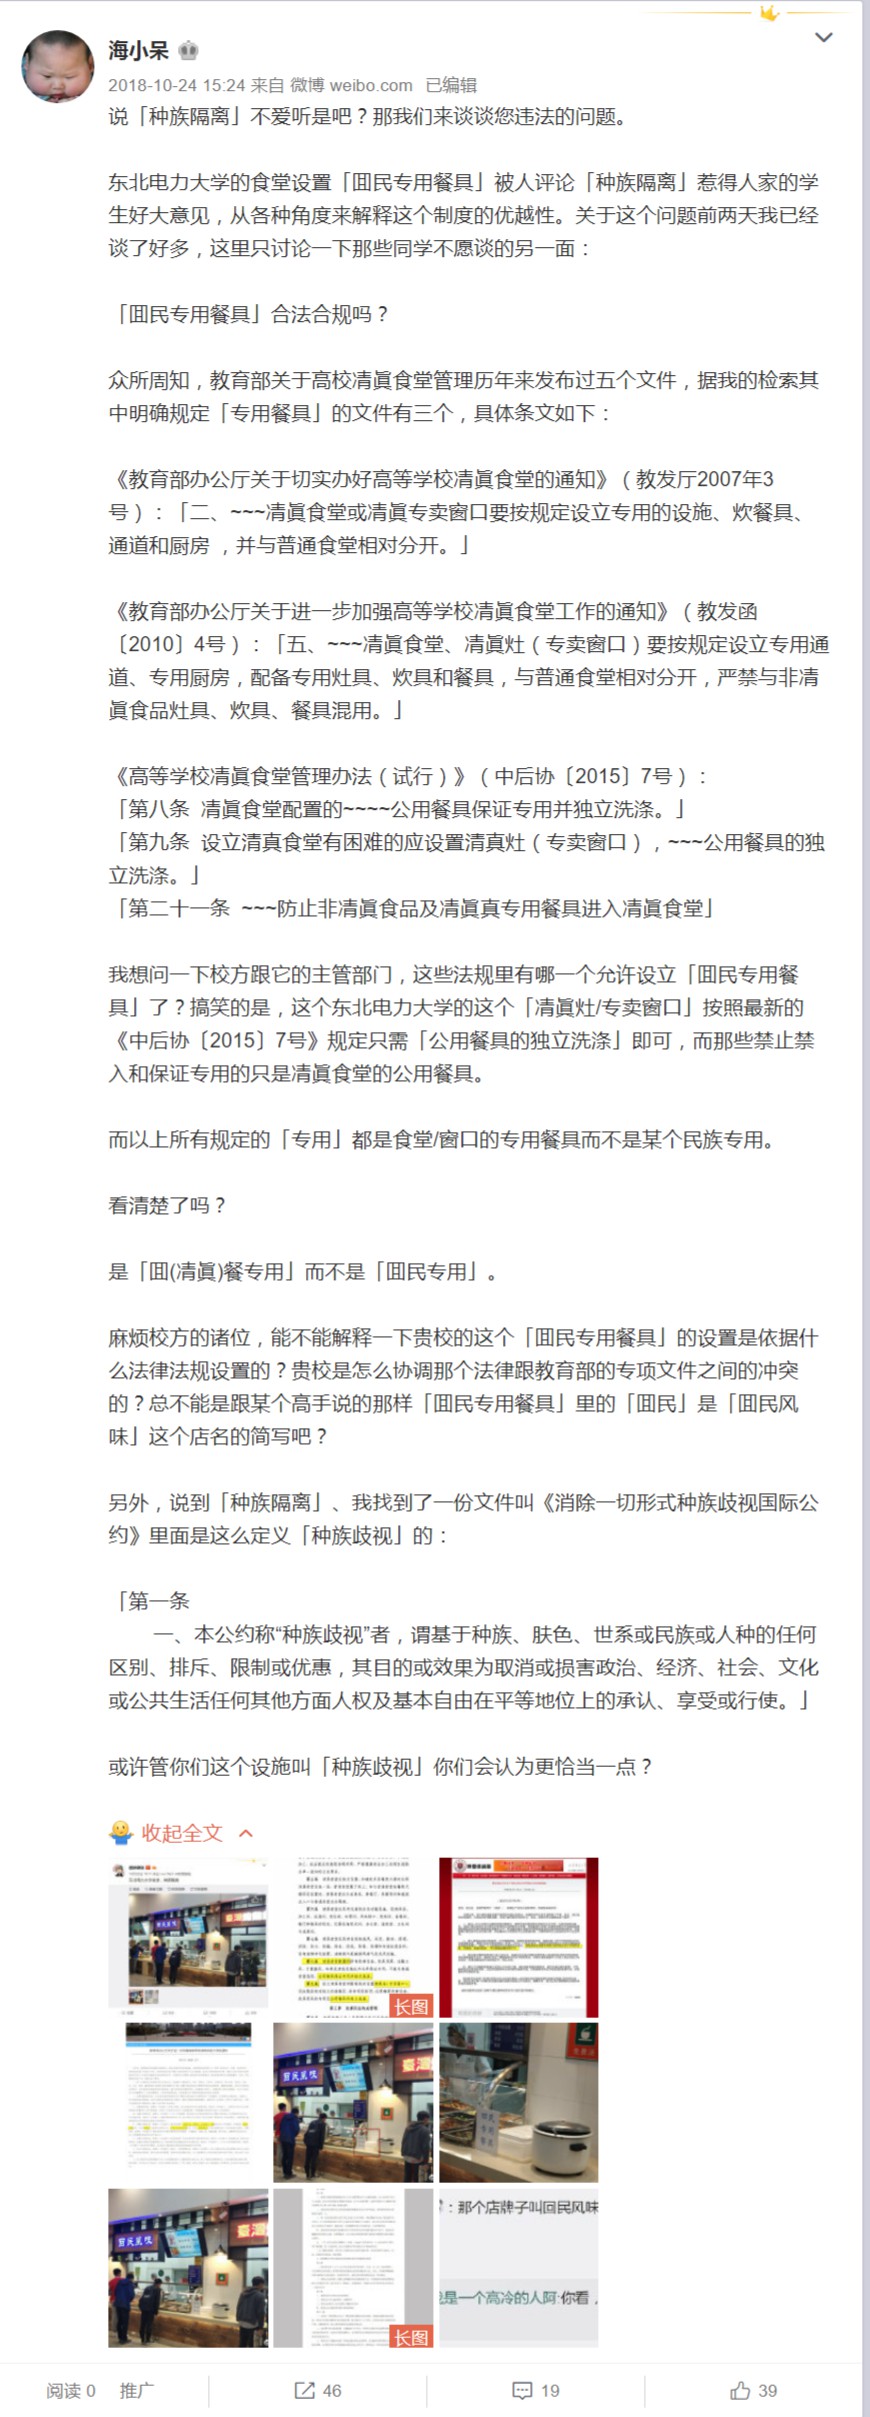 海小呆
2018-10-24 15:24 来自 微博 weibo.com 已编辑
说「种族隔离」不爱听是吧？那我们来谈谈您违法的问题。
东北电力大学的食堂设置「囬民专用餐具」被人评论「种族隔离」惹得人家的学
生好大意见，从各种角度来解释这个制度的优越性。关于这个问题前两天我已经
谈了好多，这里只讨论一下那些同学不愿谈的另一面：
「囬民专用餐具」合法合规吗？
众所周知，教育部关于高校凊眞食堂管理历年来发布过五个文件，据我的检索其
中明确规定「专用餐具」的文件有三个，具体条文如下：
《教育部办公厅关于切实办好高等学校凊眞食堂的通知》（教发厅2007年3
号）：「二、~~~凊眞食堂或凊眞专卖窗口要按规定设立专用的设施、炊餐具、
通道和厨房 ，并与普通食堂相对分开。」
《教育部办公厅关于进一步加强高等学校凊眞食堂工作的通知》（教发函
〔2010〕4号）：「五、~~~凊眞食堂、凊眞灶（专卖窗口）要按规定设立专用通
道、专用厨房，配备专用灶具、炊具和餐具，与普通食堂相对分开，严禁与非凊
眞食品灶具、炊具、餐具混用。」
《高等学校凊眞食堂管理办法（试行）》（中后协〔2015〕7号）：
「第八条 凊眞食堂配置的~~~~公用餐具保证专用并独立洗涤。」
「第九条 设立清真食堂有困难的应设置清真灶（专卖窗口），~~~公用餐具的独
立洗涤。」
「第二十一条 ~~~防止非凊眞食品及凊眞真专用餐具进入凊眞食堂」
我想问一下校方跟它的主管部门，这些法规里有哪一个允许设立「囬民专用餐
具」了？搞笑的是，这个东北电力大学的这个「凊眞灶/专卖窗口」按照最新的
《中后协〔2015〕7号》规定只需「公用餐具的独立洗涤」即可，而那些禁止禁
入和保证专用的只是凊眞食堂的公用餐具。
而以上所有规定的「专用」都是食堂/窗口的专用餐具而不是某个民族专用。
看清楚了吗？
是「囬(凊眞)餐专用」而不是「囬民专用」。
麻烦校方的诸位，能不能解释一下贵校的这个「囬民专用餐具」的设置是依据什
么法律法规设置的？贵校是怎么协调那个法律跟教育部的专项文件之间的冲突
的？总不能是跟某个高手说的那样「囬民专用餐具」里的「囬民」是「囬民风
味」这个店名的简写吧？
另外，说到「种族隔离」、我找到了一份文件叫《消除一切形式种族歧视国际公
约》里面是这么定义「种族歧视」的：
「第一条
一、本公约称“种族歧视”者，谓基于种族、肤色、世系或民族或人种的任何
区别、排斥、限制或优惠，其目的或效果为取消或损害政治、经济、社会、文化
或公共生活任何其他方面人权及基本自由在平等地位上的承认、享受或行使。」
或许管你们这个设施叫「种族歧视」你们会认为更恰当一点？
收起全文
长图
长图
：那个店牌子叫回民风味
是一个高冷的人阿:你看，
阅读 0 推广 46 19 39